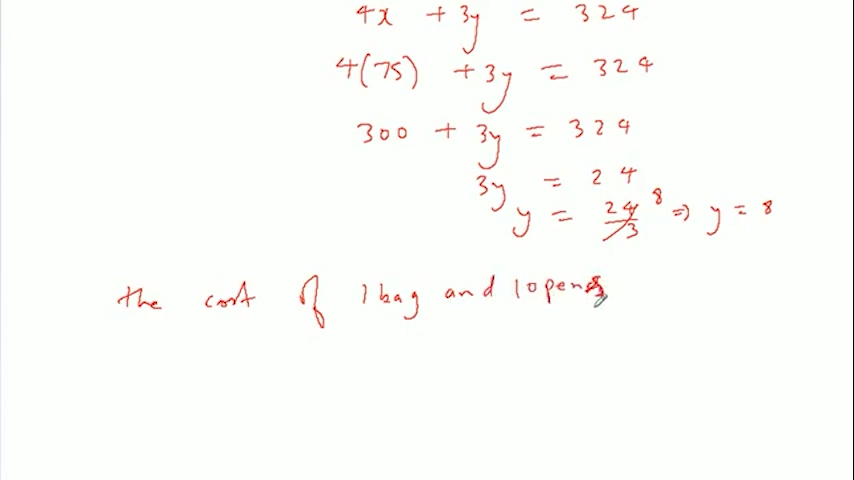 4x + 3y = 324
4(75) + 3y = 324
300 + 3y = 324
3y = 24
y = 24/3 8 ⇒ y = 8
the cost of 1 bag and 10 pens